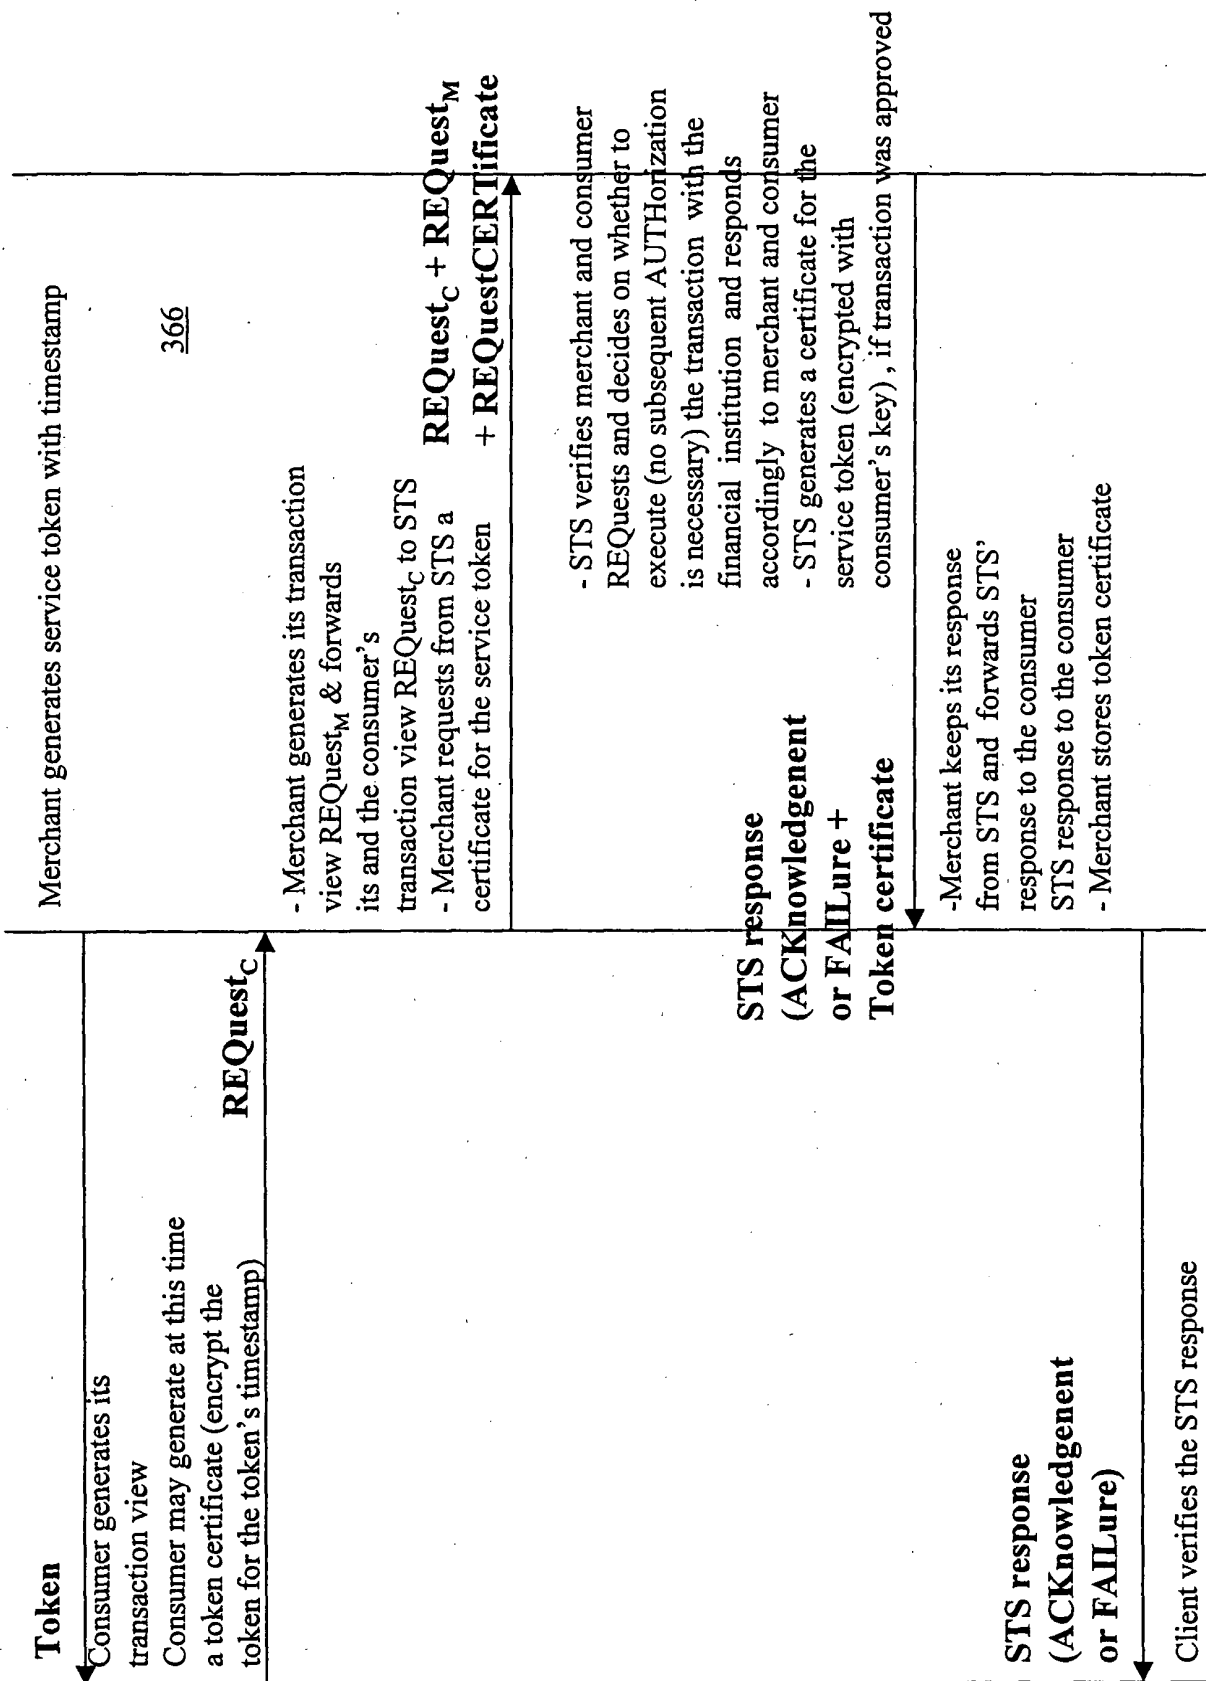 Merchant generates service token with timestamp
Token
366
Consumer generates its
transaction view
Consumer may generate at this time
a token certificate (encrypt the
token for the token's timestamp)
REQuestC
- Merchant generates its transaction
view REQuestM & forwards
its and the consumer's
transaction view REQuestC to STS
- Merchant requests from STS a
certificate for the service token
REQuestC + REQuestM
+ REQuestCERTificate
- STS verifies merchant and consumer
REQuests and decides on whether to
execute (no subsequent AUTHorization
is necessary) the transaction with the
financial institution and responds
accordingly to merchant and consumer
- STS generates a certificate for the
service token (encrypted with
consumer's key) , if transaction was approved
STS response
(ACKnowledgenent
or FAILure +
Token certificate
-Merchant keeps its response
from STS and forwards STS'
response to the consumer
STS response to the consumer
- Merchant stores token certificate
STS response
(ACKnowledgenent
or FAILure)
Client verifies the STS response